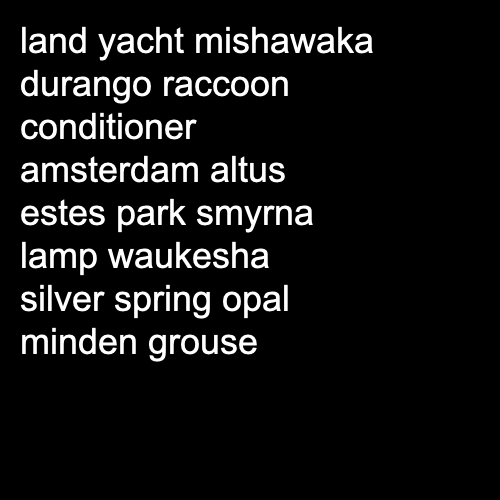 land yacht mishawaka
durango raccoon
conditioner
amsterdam altus
estes park smyrna
lamp waukesha
silver spring opal
minden grouse